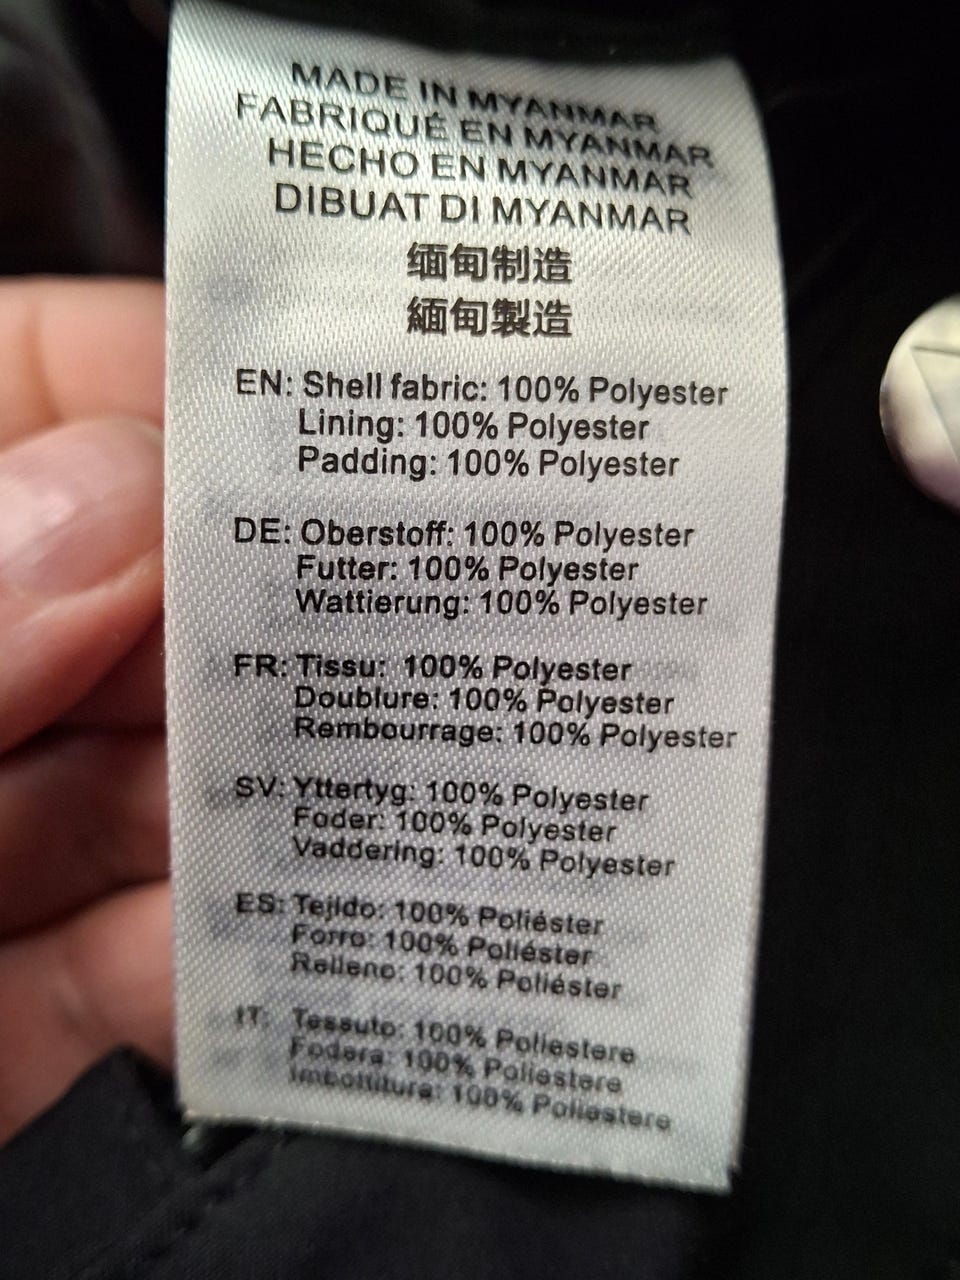 MADE IN MYANMAR
FABRIQUÉ EN MYANMAR
HECHO EN MYANMAR
DIBUAT DI MYANMAR
缅甸制造
緬甸製造
EN: Shell fabric: 100% Polyester
Lining: 100% Polyester
Padding: 100% Polyester
DE: Oberstoff: 100% Polyester
Futter: 100% Polyester
Wattierung: 100% Polyester
FR: Tissu: 100% Polyester
Doublure: 100% Polyester
Rembourrage: 100% Polyester
SV: Yttertyg: 100% Polyester
Foder: 100% Polyester
Vaddering: 100% Polyester
ES: Tejido: 100% Poliéster
Forro: 100% Poliéster
Relleno: 100% Poliéster
IT: Tessuto: 100% Poliestere
Fodera: 100% Poliestere
Imbottitura: 100% Poliestere